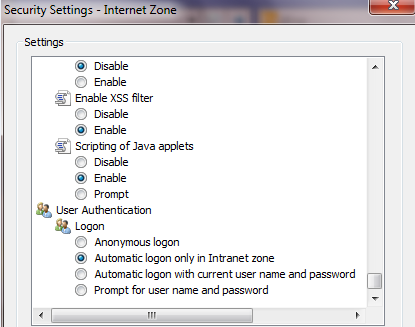 Security Settings - Internet Zone
Settings
Disable
Enable
Enable XSS filter
Disable
Enable
Scripting of Java applets
Disable
Enable
Prompt
User Authentication
Logon
Anonymous logon
Automatic logon only in Intranet zone
Automatic logon with current user name and password
Prompt for user name and password